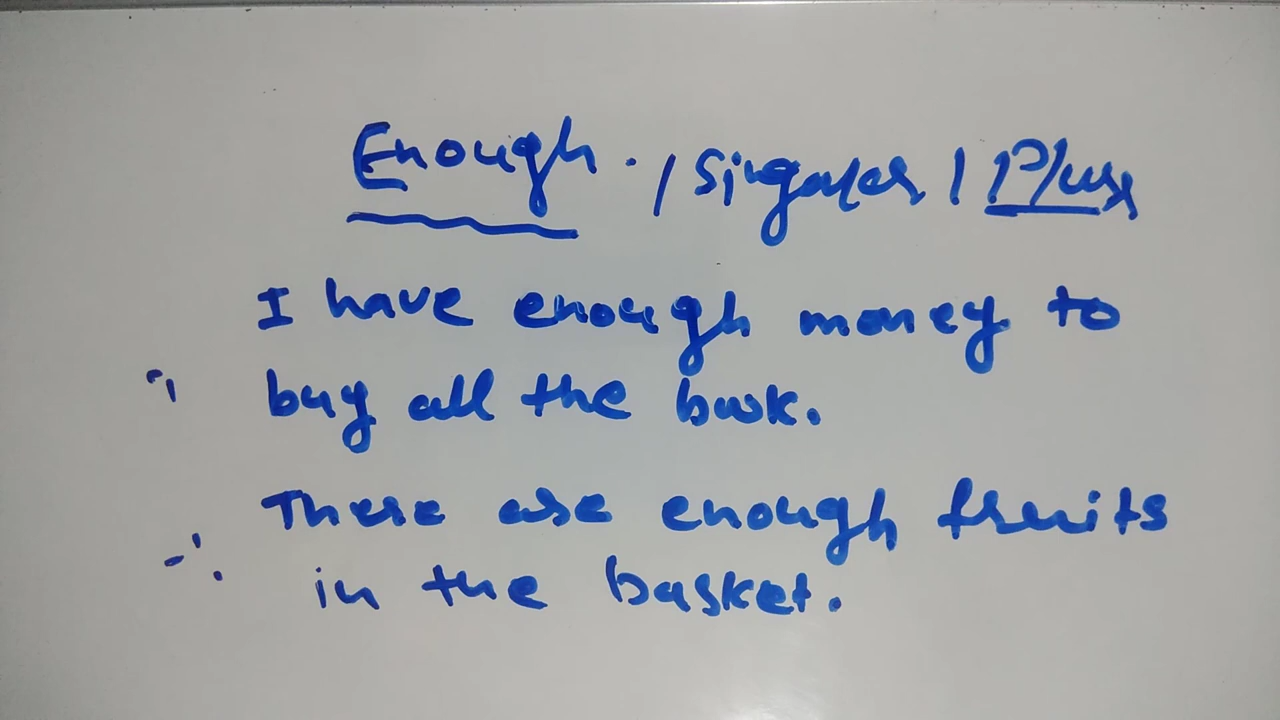 Enough. / Singular / Plural
I have enough money to
buy all the book.
There are enough fruits
in the basket.